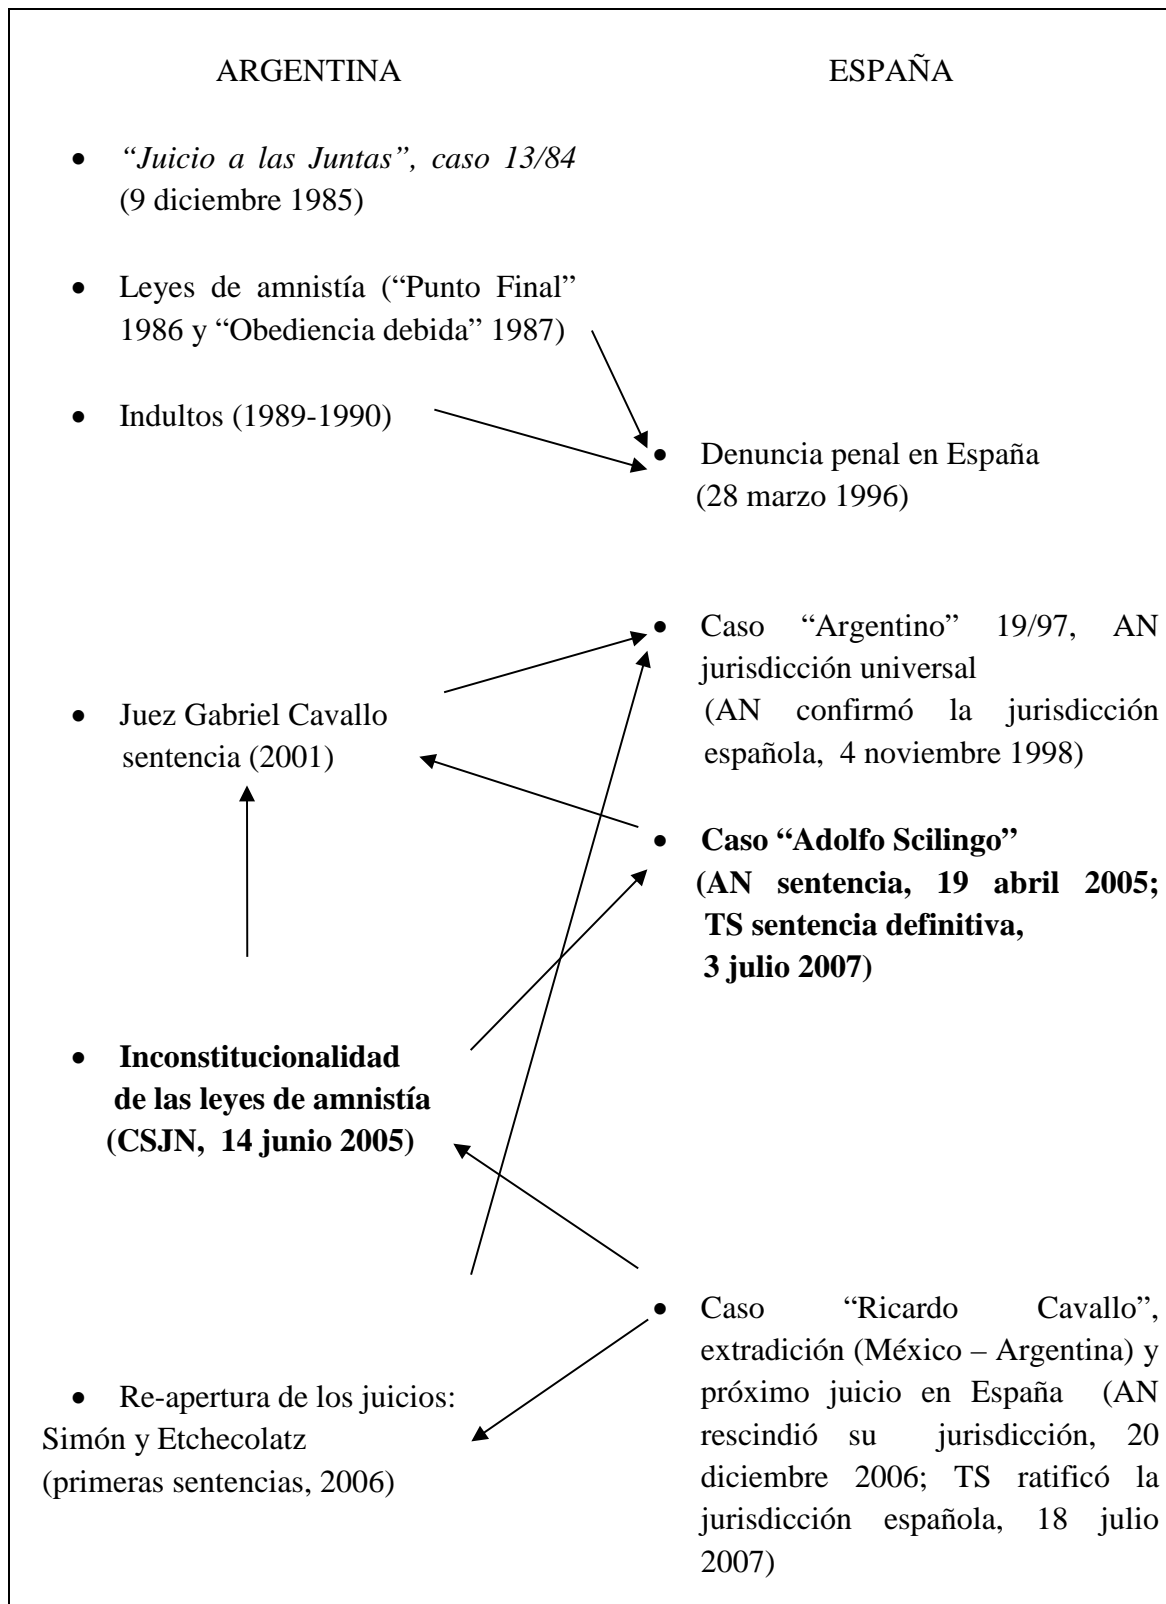 ARGENTINA
ESPAÑA
• “Juicio a las Juntas”, caso 13/84
(9 diciembre 1985)
• Leyes de amnistía (“Punto Final”
1986 y “Obediencia debida” 1987)
• Indultos (1989-1990)
• Denuncia penal en España
(28 marzo 1996)
• Caso “Argentino” 19/97, AN
jurisdicción universal
(AN confirmó la jurisdicción
española, 4 noviembre 1998)
• Juez Gabriel Cavallo
sentencia (2001)
• Caso “Adolfo Scilingo”
(AN sentencia, 19 abril 2005;
TS sentencia definitiva,
3 julio 2007)
• Inconstitucionalidad
de las leyes de amnistía
(CSJN, 14 junio 2005)
• Caso “Ricardo Cavallo”,
extradición (México – Argentina) y
próximo juicio en España (AN
rescindió su jurisdicción, 20
diciembre 2006; TS ratificó la
jurisdicción española, 18 julio
2007)
• Re-apertura de los juicios:
Simón y Etchecolatz
(primeras sentencias, 2006)